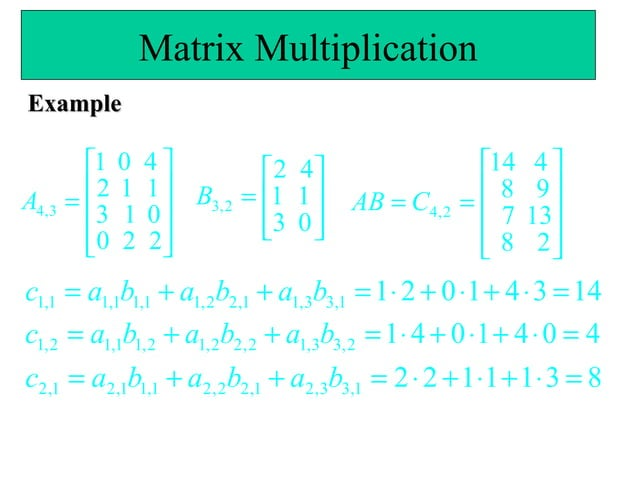 Matrix Multiplication
Example
A4,3 = [1 0 4
2 1 1
3 1 0
0 2 2]
B3,2 = [2 4
1 1
3 0]
AB = C4,2 = [14 4
8 9
7 13
8 2]
c1,1 = a1,1b1,1 + a1,2b2,1 + a1,3b3,1 = 1·2 + 0·1 + 4·3 = 14
c1,2 = a1,1b1,2 + a1,2b2,2 + a1,3b3,2 = 1·4 + 0·1 + 4·0 = 4
c2,1 = a2,1b1,1 + a2,2b2,1 + a2,3b3,1 = 2·2 + 1·1 + 1·3 = 8